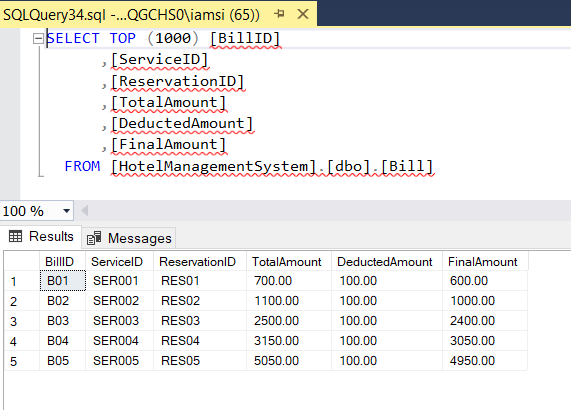 SQLQuery34.sql -...QGCHS0\iamsi (65))
SELECT TOP (1000) [BillID]
,[ServiceID]
,[ReservationID]
,[TotalAmount]
,[DeductedAmount]
,[FinalAmount]
FROM [HotelManagementSystem].[dbo].[Bill]
100 %
Results Messages
BillID ServiceID ReservationID TotalAmount DeductedAmount FinalAmount
1 B01 SER001 RES01 700.00 100.00 600.00
2 B02 SER002 RES02 1100.00 100.00 1000.00
3 B03 SER003 RES03 2500.00 100.00 2400.00
4 B04 SER004 RES04 3150.00 100.00 3050.00
5 B05 SER005 RES05 5050.00 100.00 4950.00